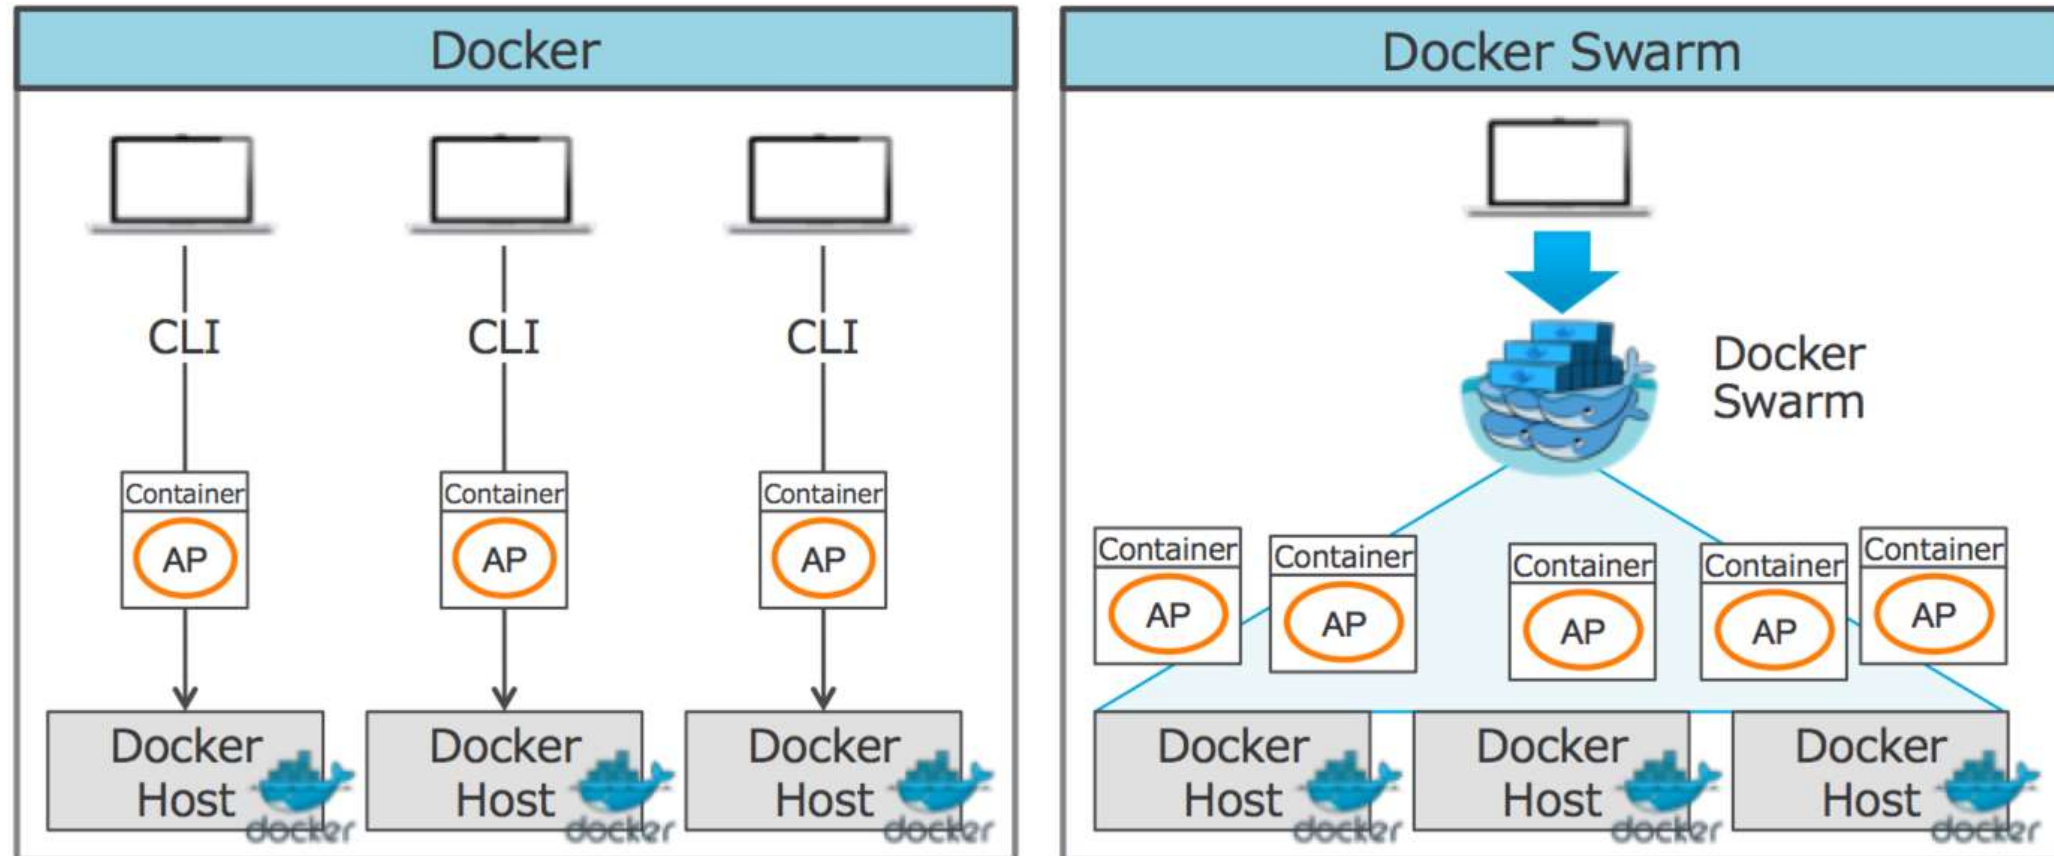 Docker
CLI CLI CLI
Container Container Container
AP AP AP
Docker Docker Docker
Host Host Host
docker docker docker
Docker Swarm
Docker
Swarm
Container Container Container Container Container
AP AP AP AP AP
Docker Docker Docker
Host Host Host
docker docker docker